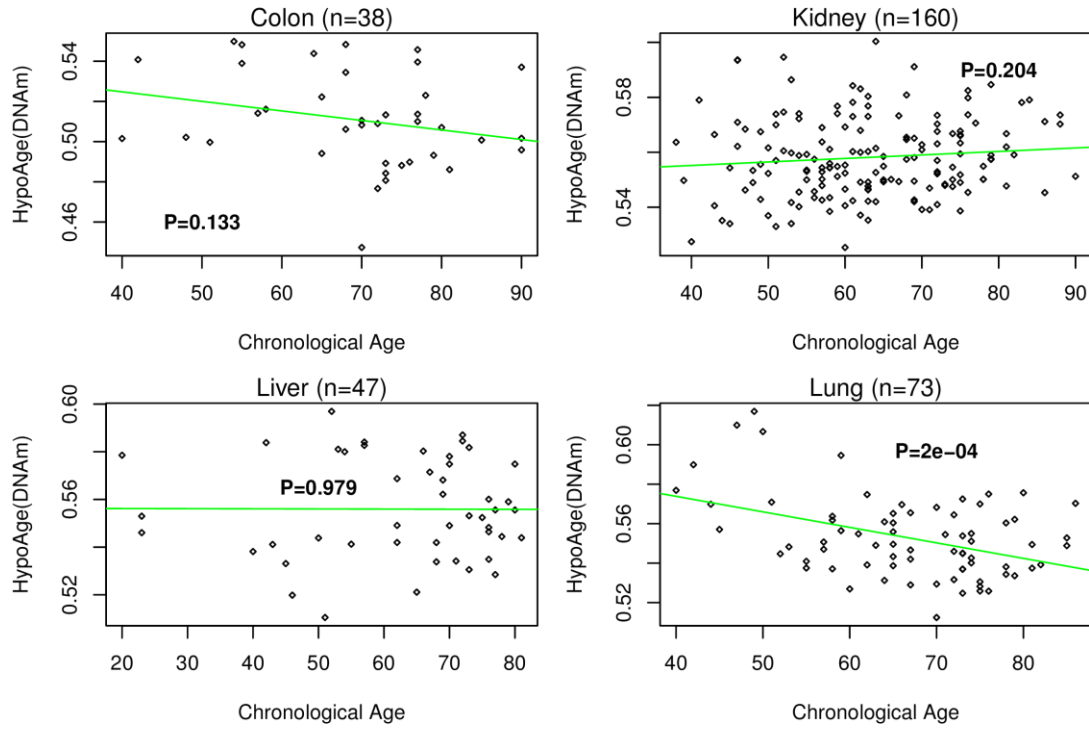 Colon (n=38)
HypoAge(DNAm)
0.54
0.50
0.46
P=0.133
40 50 60 70 80 90
Chronological Age
Kidney (n=160)
HypoAge(DNAm)
0.58
0.54
P=0.204
40 50 60 70 80 90
Chronological Age
Liver (n=47)
HypoAge(DNAm)
0.60
0.56
0.52
P=0.979
20 30 40 50 60 70 80
Chronological Age
Lung (n=73)
HypoAge(DNAm)
0.60
0.56
0.52
P=2e−04
40 50 60 70 80
Chronological Age